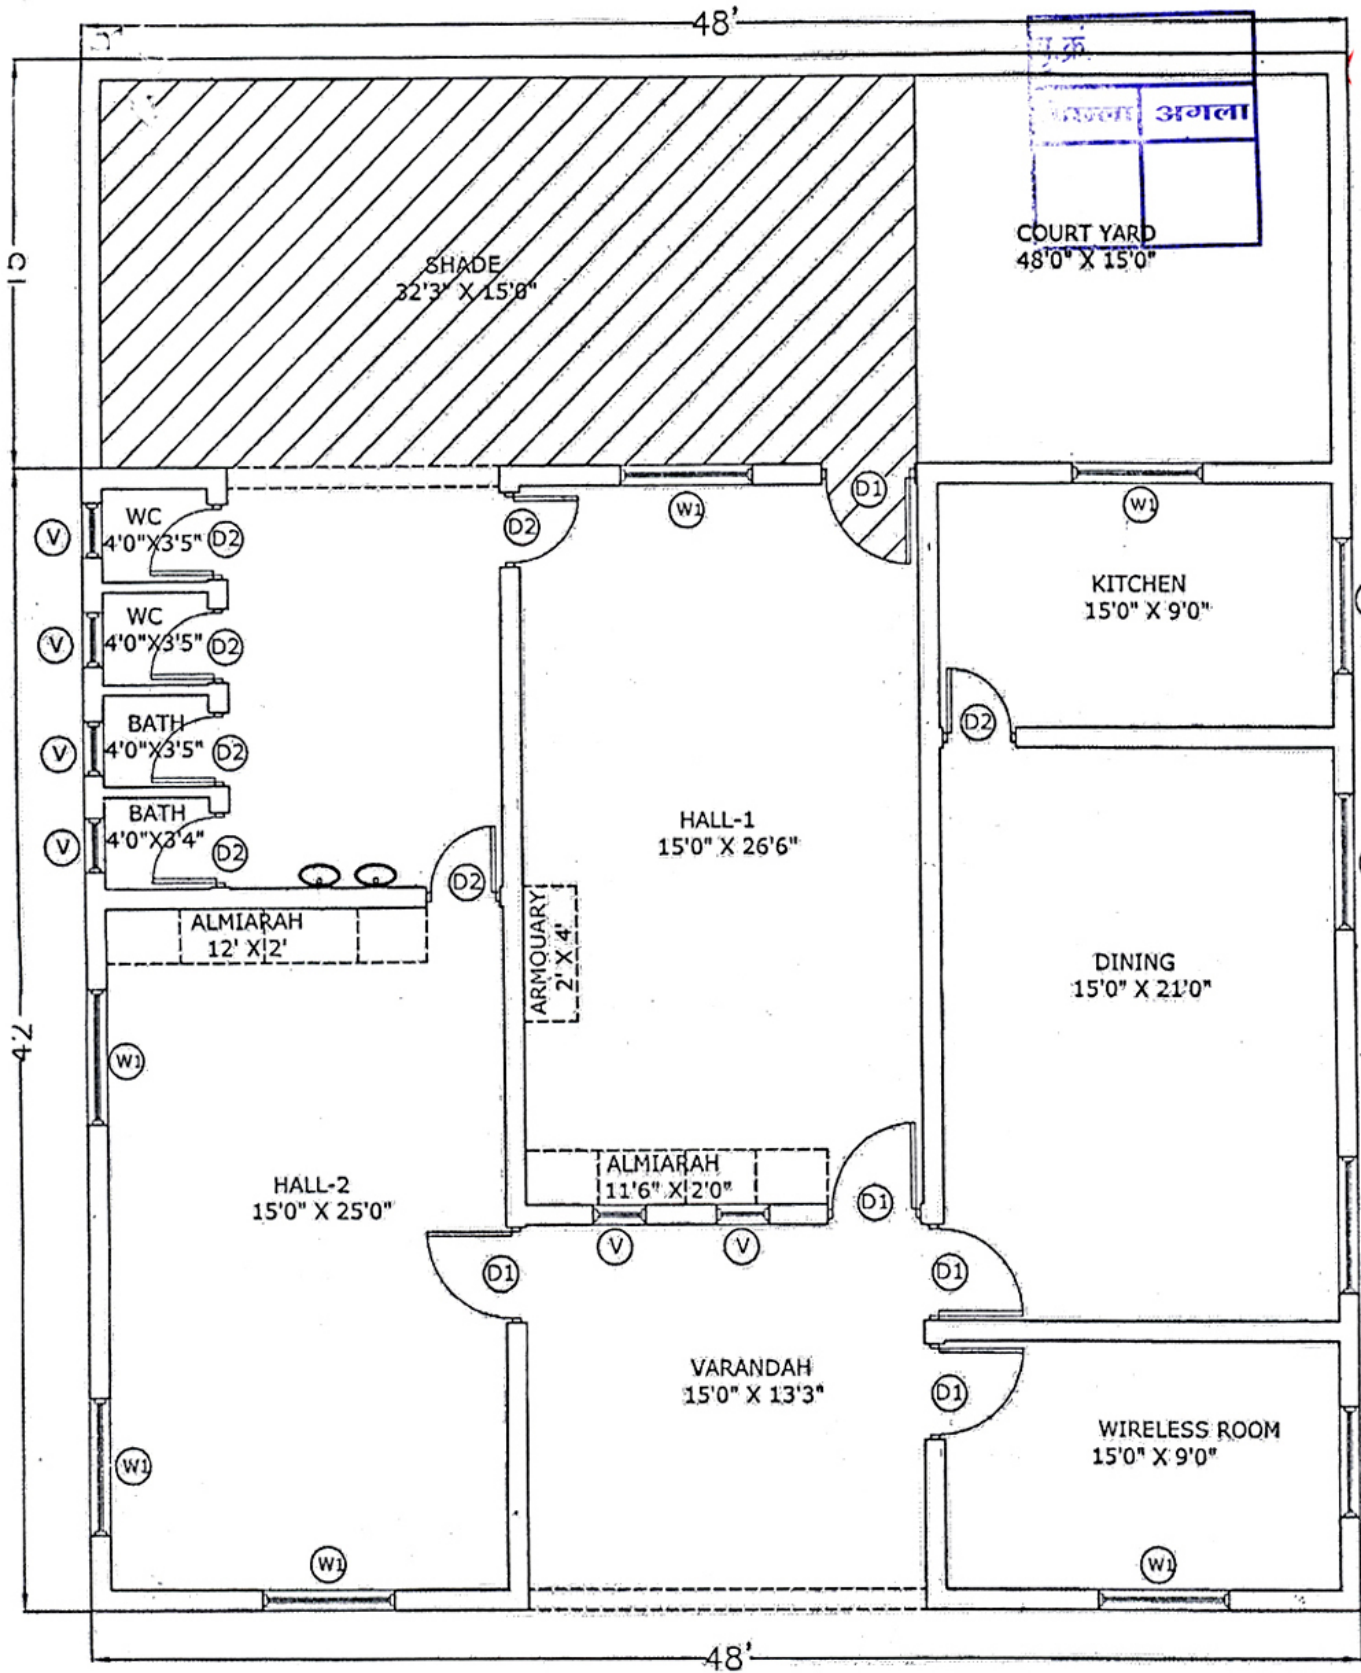 48'
अगला
15
SHADE
32'3" X 15'0"
COURT YARD
48'0" X 15'0"
WC
4'0"X3'5"
V
D2
D2
W1
D1
W1
KITCHEN
15'0" X 9'0"
WC
4'0"X3'5"
V
D2
BATH
4'0"X3'5"
V
D2
D2
BATH
4'0"X3'4"
V
D2
D2
HALL-1
15'0" X 26'6"
ALMIARAH
12' X 2'
ARMQUARY
2' X 4'
DINING
15'0" X 21'0"
42
W1
HALL-2
15'0" X 25'0"
ALMIARAH
11'6" X 2'0"
D1
V
V
D1
D1
VARANDAH
15'0" X 13'3"
D1
WIRELESS ROOM
15'0" X 9'0"
W1
W1
W1
48'